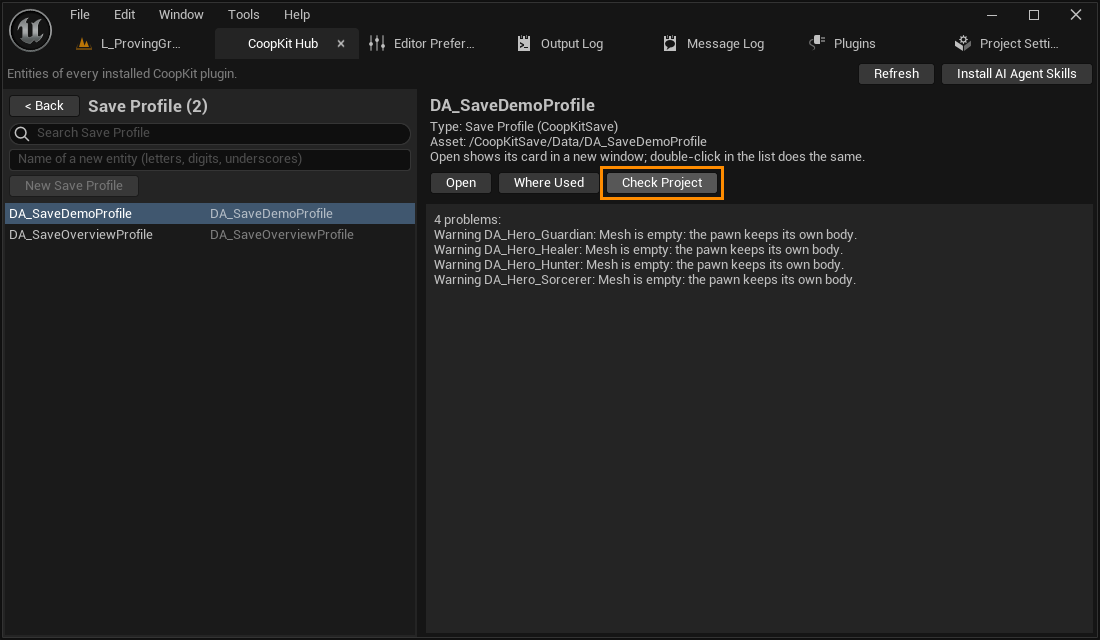 File Edit Window Tools Help
L_ProvingGr... CoopKit Hub Editor Prefer... Output Log Message Log Plugins Project Setti...
Entities of every installed CoopKit plugin.
Refresh Install AI Agent Skills
< Back Save Profile (2)
Search Save Profile
Name of a new entity (letters, digits, underscores)
New Save Profile
DA_SaveDemoProfile DA_SaveDemoProfile
DA_SaveOverviewProfile DA_SaveOverviewProfile
DA_SaveDemoProfile
Type: Save Profile (CoopKitSave)
Asset: /CoopKitSave/Data/DA_SaveDemoProfile
Open shows its card in a new window; double-click in the list does the same.
Open Where Used Check Project
4 problems:
Warning DA_Hero_Guardian: Mesh is empty: the pawn keeps its own body.
Warning DA_Hero_Healer: Mesh is empty: the pawn keeps its own body.
Warning DA_Hero_Hunter: Mesh is empty: the pawn keeps its own body.
Warning DA_Hero_Sorcerer: Mesh is empty: the pawn keeps its own body.